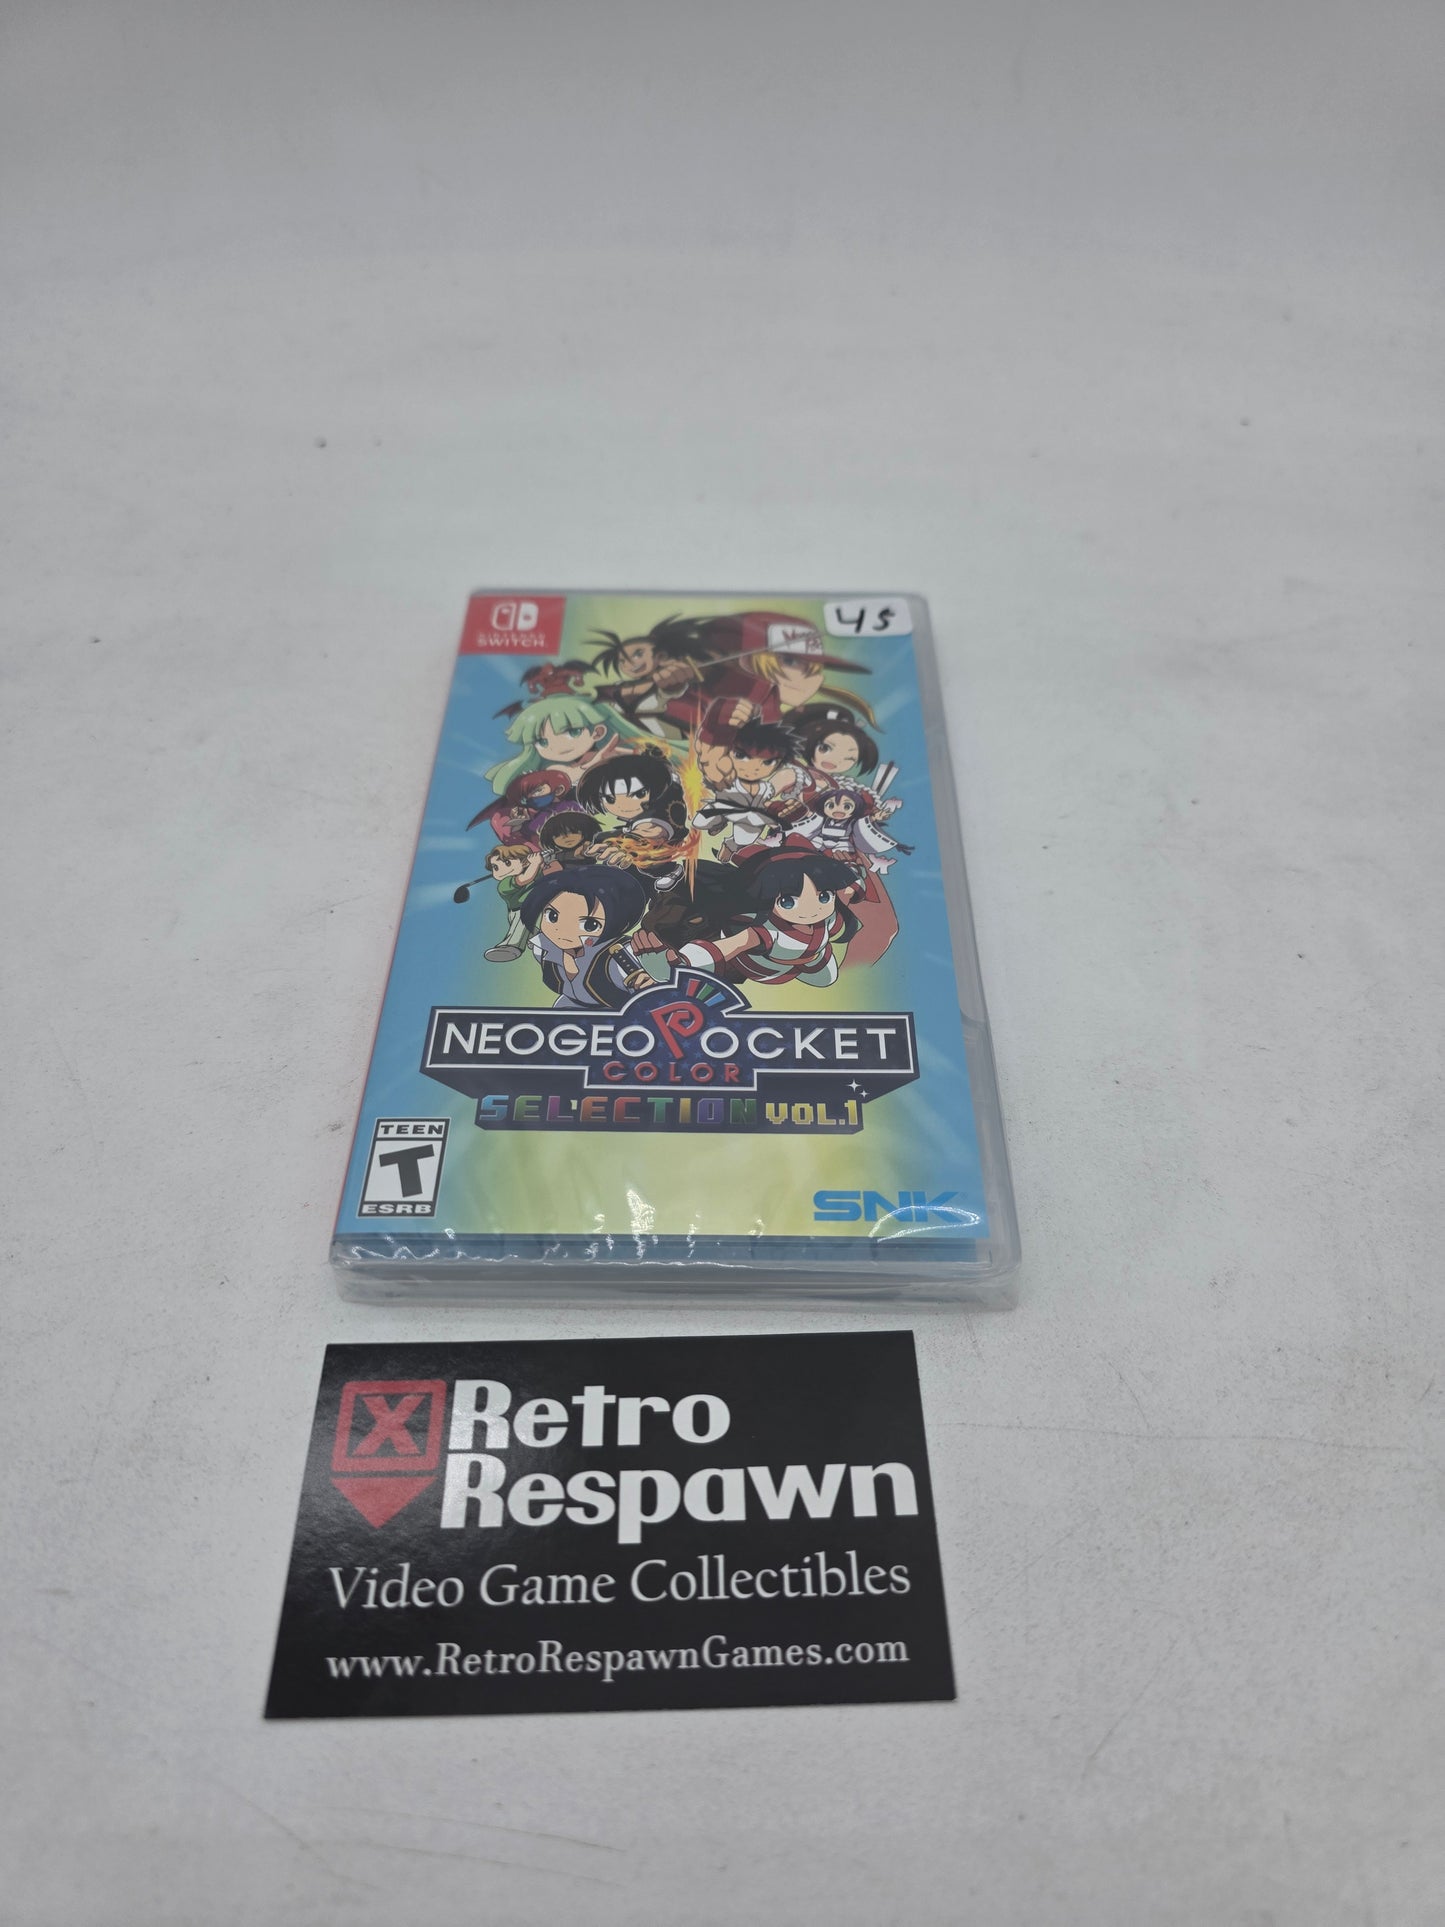 NINTENDO
SWITCH
45
NEOGEO POCKET
COLOR
SELECTION VOL.1
TEEN
T
ESRB
SNK
X Retro
Respawn
Video Game Collectibles
www.RetroRespawnGames.com